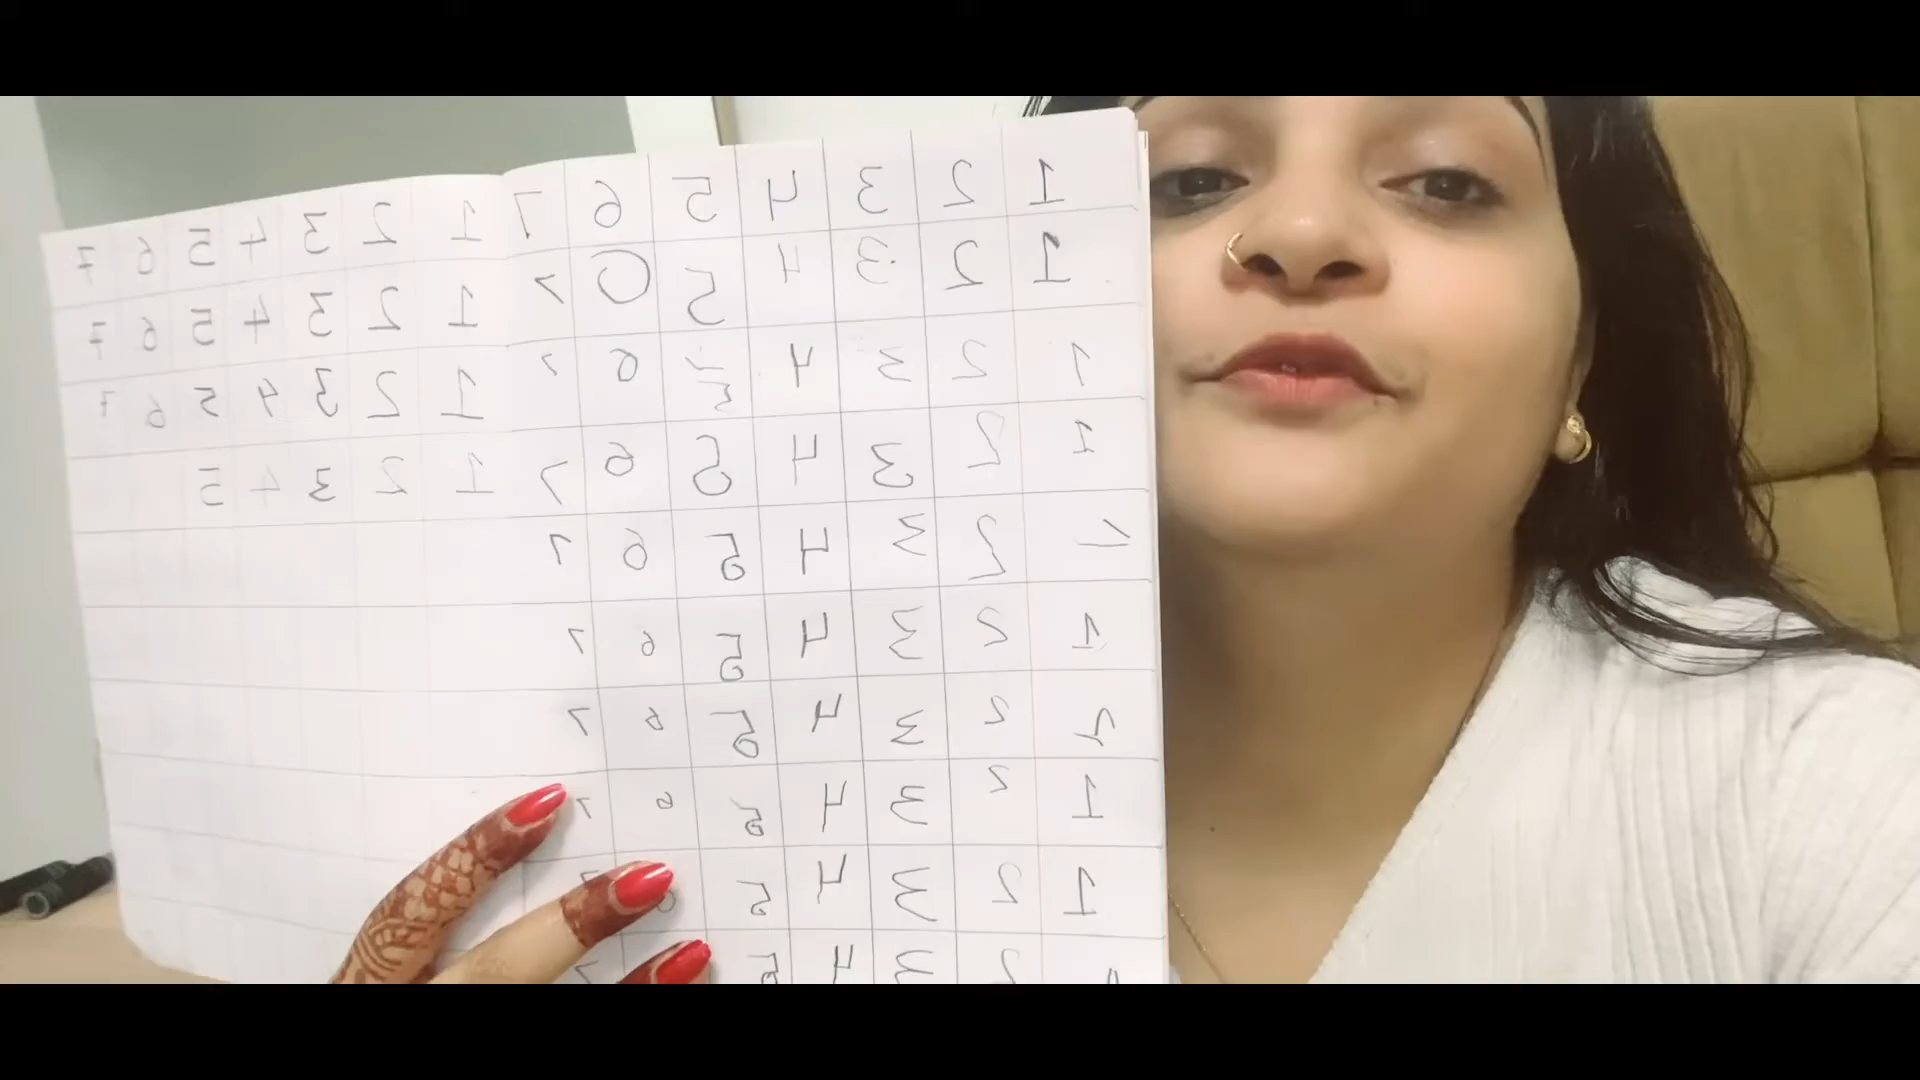 1 2 3 4 5 6 7 1 2 3 4 5 6 7
1 2 3 4 5 7 1 2 3 4 5 6 7
1 2 3 4 6 7 1 2 3 4 5 6 7
1 2 3 4 5 6 7 1 2 3 4 5
1 2 3 4 5 6 7
1 2 3 4 5 6 7
2 3 4 5 6 7
1 2 3 4 5 6 7
1 2 3 4 5
2 3 4 5